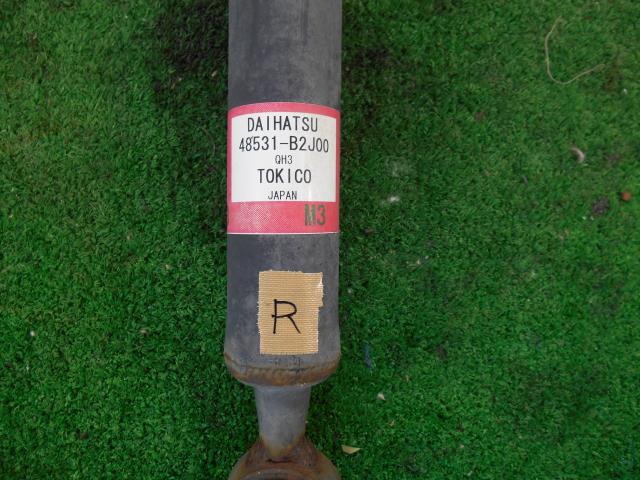 DAIHATSU
48531-B2J00
QH3
TOKICO
JAPAN
M3
R